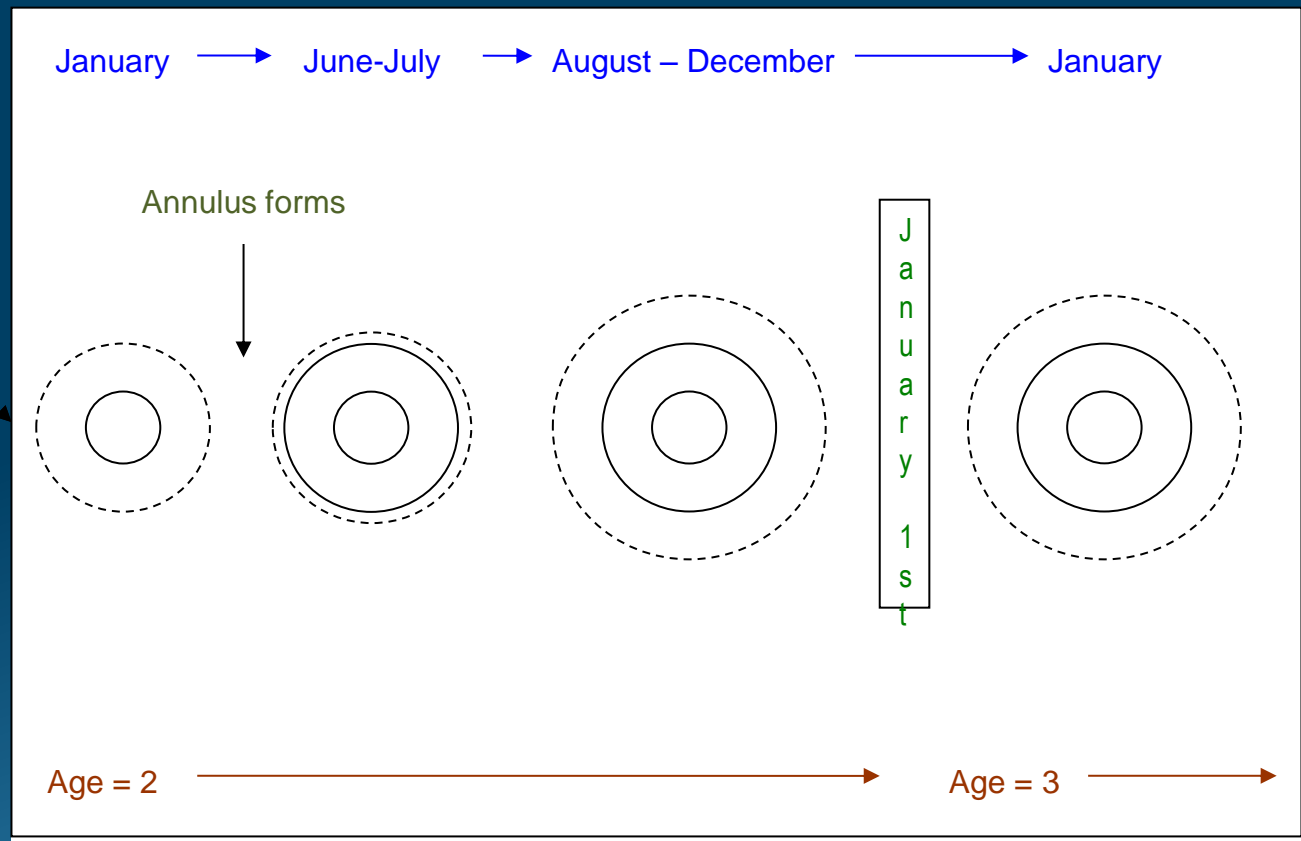 January June-July August – December January
Annulus forms
January 1st
Age = 2 Age = 3